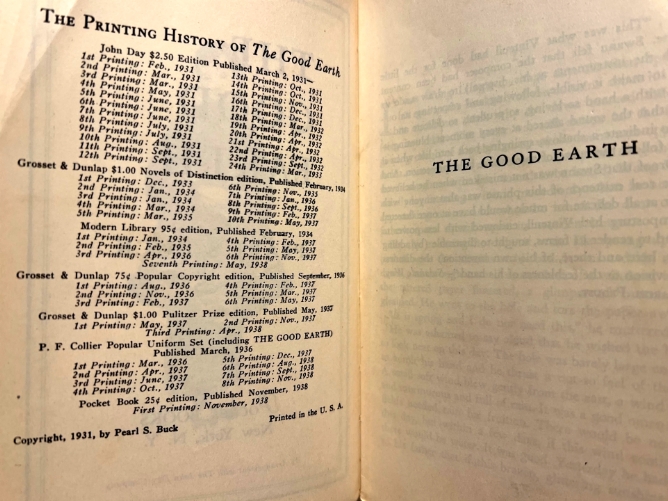 THE PRINTING HISTORY OF The Good Earth
John Day $2.50 Edition Published March 2, 1931—
1st Printing: Feb., 1931 13th Printing: Oct., 1931
2nd Printing: Mar., 1931 14th Printing: Oct., 1931
3rd Printing: Mar., 1931 15th Printing: Nov., 1931
4th Printing: May, 1931 16th Printing: Dec., 1931
5th Printing: June, 1931 17th Printing: Dec., 1931
6th Printing: June, 1931 18th Printing: Mar., 1932
7th Printing: June, 1931 19th Printing: Apr., 1932
8th Printing: July, 1931 20th Printing: Apr., 1932
9th Printing: July, 1931 21st Printing: Apr., 1932
10th Printing: Aug., 1931 22nd Printing: Apr., 1932
11th Printing: Sept., 1931 23rd Printing: Sept., 1932
12th Printing: Sept., 1931 24th Printing: Mar., 1932
Grosset & Dunlap $1.00 Novels of Distinction edition, Published February, 1934
1st Printing: Dec., 1933 6th Printing: Nov., 1935
2nd Printing: Jan., 1934 7th Printing: Jan., 1936
3rd Printing: Jan., 1934 8th Printing: Sept., 1936
4th Printing: Mar., 1934 9th Printing: Feb., 1937
5th Printing: Mar., 1935 10th Printing: May, 1937
Modern Library 95¢ edition, Published February, 1934
1st Printing: Jan., 1934 4th Printing: Feb., 1937
2nd Printing: Feb., 1935 5th Printing: May, 1937
3rd Printing: Apr., 1936 6th Printing: Nov., 1937
Seventh Printing: May, 1938
Grosset & Dunlap 75¢ Popular Copyright edition, Published September, 1936
1st Printing: Aug., 1936 4th Printing: Feb., 1937
2nd Printing: Nov., 1936 5th Printing: Mar., 1937
3rd Printing: Feb., 1937 6th Printing: May, 1937
Grosset & Dunlap $1.00 Pulitzer Prize edition, Published May, 1937
1st Printing: May, 1937 2nd Printing: Nov., 1937
Third Printing: Apr., 1938
P. F. Collier Popular Uniform Set (including THE GOOD EARTH)
Published March, 1936
1st Printing: Mar., 1936 5th Printing: Dec., 1937
2nd Printing: Apr., 1937 6th Printing: Aug., 1938
3rd Printing: June, 1937 7th Printing: Sept., 1938
4th Printing: Oct., 1937 8th Printing: Nov., 1938
Pocket Book 25¢ edition, Published November, 1938
First Printing: November, 1938
Printed in the U. S. A.
Copyright, 1931, by Pearl S. Buck
THE GOOD EARTH